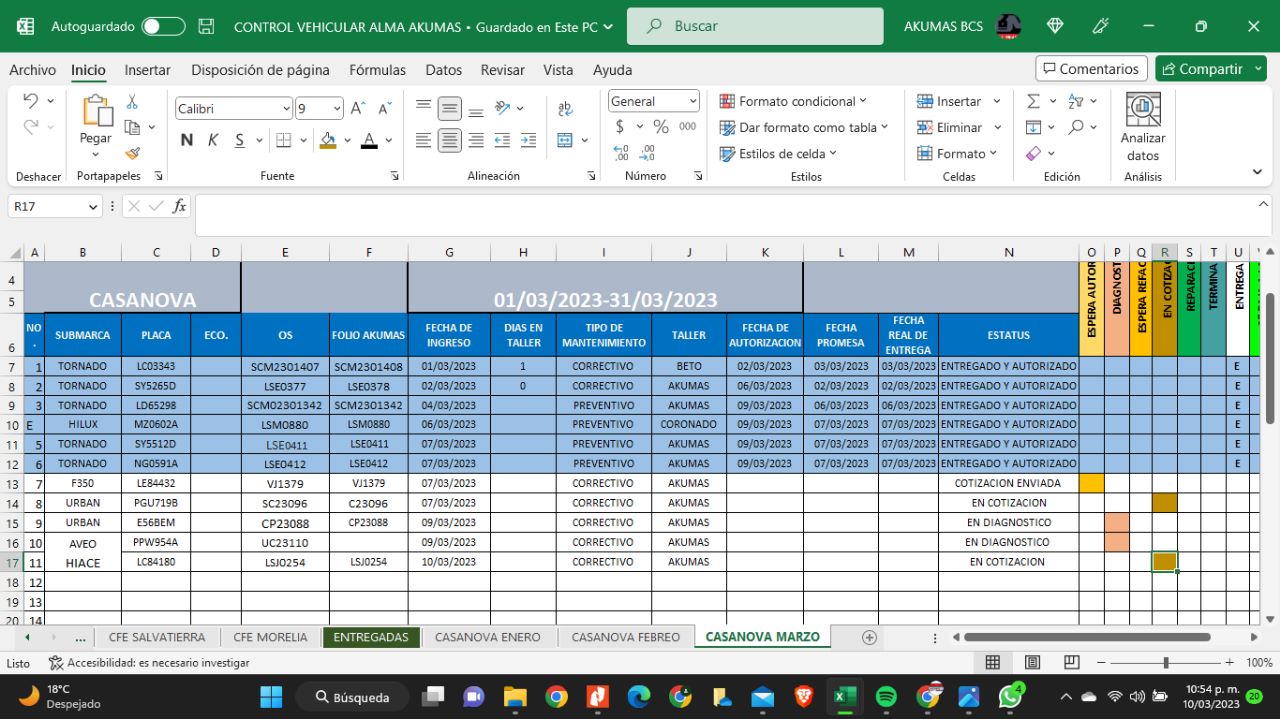 Autoguardado CONTROL VEHICULAR ALMA AKUMAS • Guardado en Este PC Buscar AKUMAS BCS
Archivo Inicio Insertar Disposición de página Fórmulas Datos Revisar Vista Ayuda Comentarios Compartir
Pegar Calibri 9 General Formato condicional Insertar
N K S $ % 000 Dar formato como tabla Eliminar Analizar datos
Estilos de celda Formato
Deshacer Portapapeles Fuente Alineación Número Estilos Celdas Edición Análisis
R17 fx
A B C D E F G H I J K L M N O P Q R S T U
4 ESPERA AUTOR DIAGNOST ESPERA REFAC EN COTIZA REPARACI TERMINA ENTREGA
5 CASANOVA 01/03/2023-31/03/2023
6 NO. SUBMARCA PLACA ECO. OS FOLIO AKUMAS FECHA DE INGRESO DIAS EN TALLER TIPO DE MANTENIMIENTO TALLER FECHA DE AUTORIZACION FECHA PROMESA FECHA REAL DE ENTREGA ESTATUS
7 1 TORNADO LC03343 SCM2301407 SCM2301408 01/03/2023 1 CORRECTIVO BETO 02/03/2023 03/03/2023 03/03/2023 ENTREGADO Y AUTORIZADO E
8 2 TORNADO SY5265D LSE0377 LSE0378 02/03/2023 0 CORRECTIVO AKUMAS 06/03/2023 02/03/2023 02/03/2023 ENTREGADO Y AUTORIZADO E
9 3 TORNADO LD65298 SCM02301342 SCM2301342 04/03/2023 PREVENTIVO AKUMAS 09/03/2023 06/03/2023 06/03/2023 ENTREGADO Y AUTORIZADO E
10 E HILUX MZ0602A LSM0880 LSM0880 06/03/2023 PREVENTIVO CORONADO 09/03/2023 07/03/2023 07/03/2023 ENTREGADO Y AUTORIZADO E
11 5 TORNADO SY5512D LSE0411 LSE0411 07/03/2023 PREVENTIVO AKUMAS 09/03/2023 07/03/2023 07/03/2023 ENTREGADO Y AUTORIZADO E
12 6 TORNADO NG0591A LSE0412 LSE0412 07/03/2023 PREVENTIVO AKUMAS 09/03/2023 07/03/2023 07/03/2023 ENTREGADO Y AUTORIZADO E
13 7 F350 LE84432 VJ1379 VJ1379 07/03/2023 CORRECTIVO AKUMAS COTIZACION ENVIADA
14 8 URBAN PGU719B SC23096 C23096 07/03/2023 CORRECTIVO AKUMAS EN COTIZACION
15 9 URBAN E56BEM CP23088 CP23088 09/03/2023 CORRECTIVO AKUMAS EN DIAGNOSTICO
16 10 AVEO PPW954A UC23110 09/03/2023 CORRECTIVO AKUMAS EN DIAGNOSTICO
17 11 HIACE LC84180 LSJ0254 LSJ0254 10/03/2023 CORRECTIVO AKUMAS EN COTIZACION
18 12
19 13
20 14
... CFE SALVATIERRA CFE MORELIA ENTREGADAS CASANOVA ENERO CASANOVA FEBREO CASANOVA MARZO
Listo Accesibilidad: es necesario investigar 100%
18°C
Despejado
Búsqueda
4
10:54 p. m.
10/03/2023
20